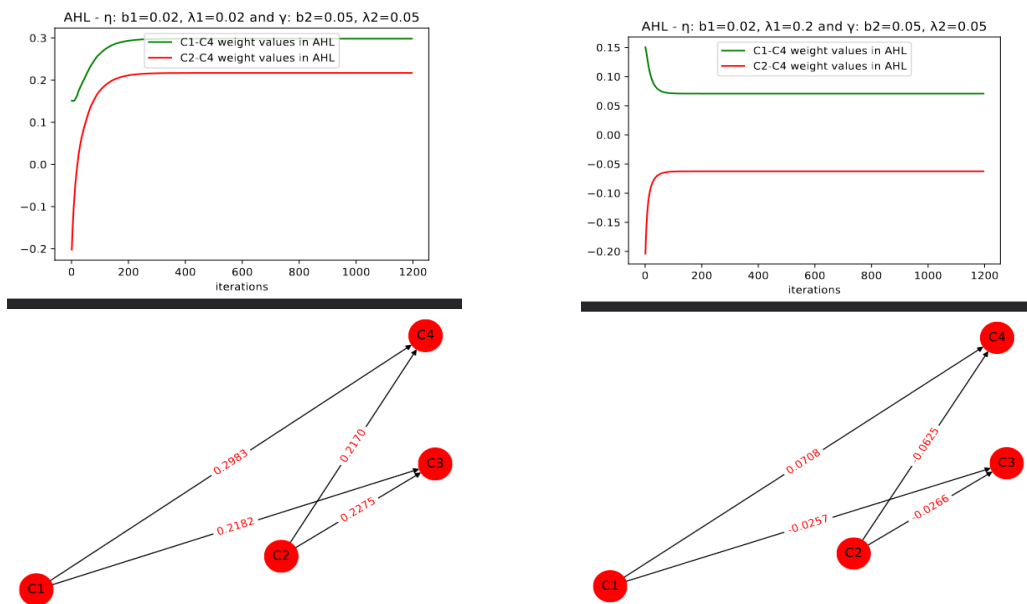 AHL - η: b1=0.02, λ1=0.02 and γ: b2=0.05, λ2=0.05
0.3
0.2
0.1
0.0
−0.1
−0.2
C1-C4 weight values in AHL
C2-C4 weight values in AHL
0
200
400
600
800
1000
1200
iterations
AHL - η: b1=0.02, λ1=0.2 and γ: b2=0.05, λ2=0.05
0.15
0.10
0.05
0.00
−0.05
−0.10
−0.15
−0.20
C1-C4 weight values in AHL
C2-C4 weight values in AHL
0
200
400
600
800
1000
1200
iterations
C4
0.2983
0.2170
C3
0.2182
0.2275
C2
C1
C4
0.0708
-0.0625
C3
-0.0257
-0.0266
C2
C1